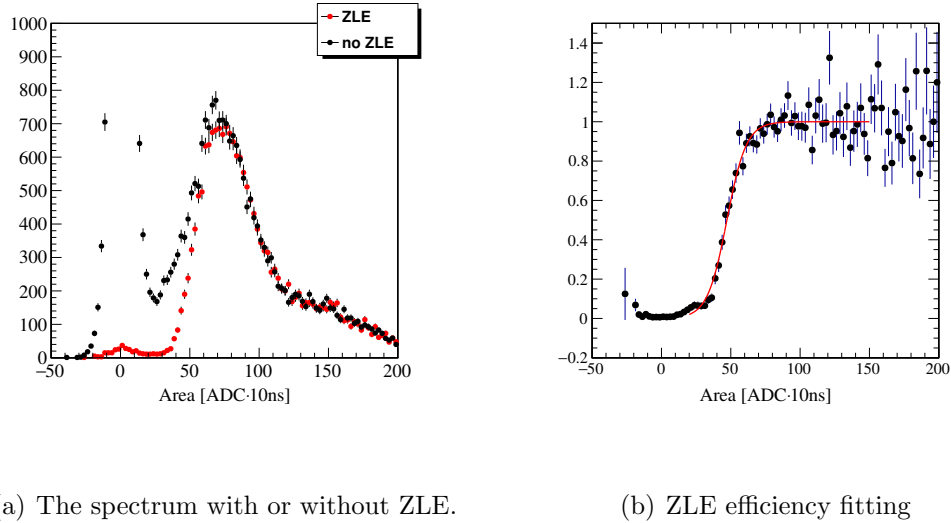 ZLE
no ZLE
1000
900
800
700
600
500
400
300
200
100
0
−50 0 50 100 150 200
Area [ADC·10ns]
1.4
1.2
1
0.8
0.6
0.4
0.2
0
−0.2
−50 0 50 100 150 200
Area [ADC·10ns]
a) The spectrum with or without ZLE.
(b) ZLE efficiency fitting